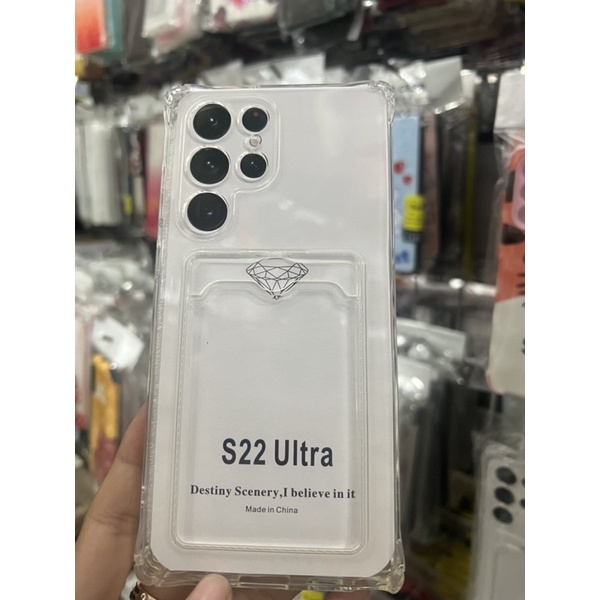 S22 Ultra
Destiny Scenery,I believe in it
Made in China